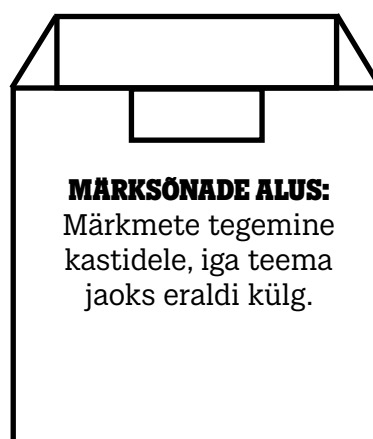 MÄRKSÕNADE ALUS:
Märkmete tegemine
kastidele, iga teema
jaoks eraldi külg.